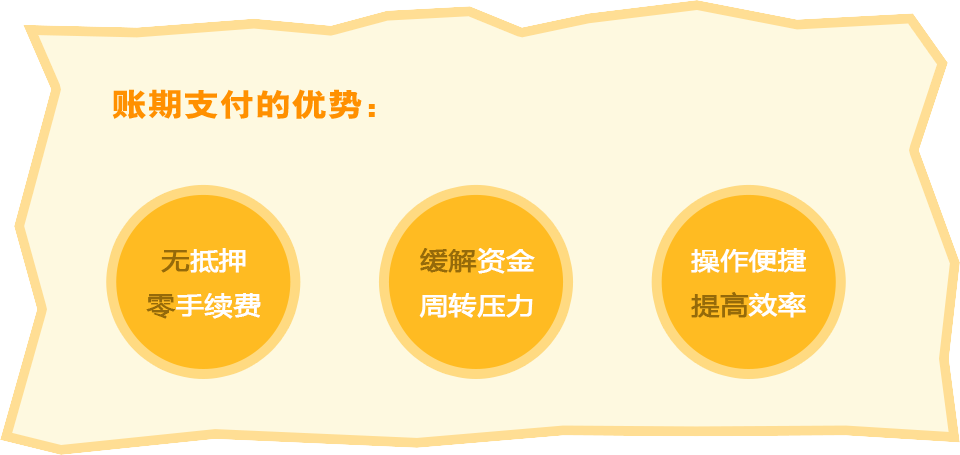 账期支付的优势：
无抵押
零手续费
缓解资金
周转压力
操作便捷
提高效率